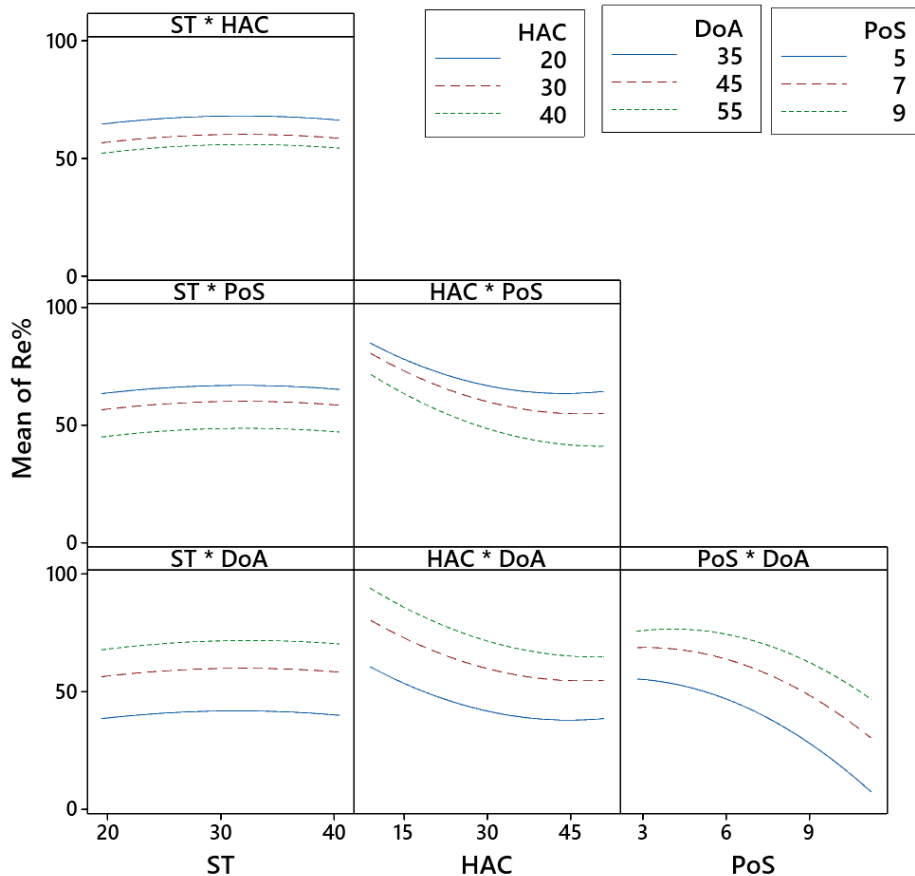 ST * HAC
HAC
20
30
40
DoA
35
45
55
PoS
5
7
9
100
50
0
ST * PoS
HAC * PoS
100
50
0
Mean of Re%
ST * DoA
HAC * DoA
PoS * DoA
100
50
0
20 30 40
15 30 45
3 6 9
ST
HAC
PoS